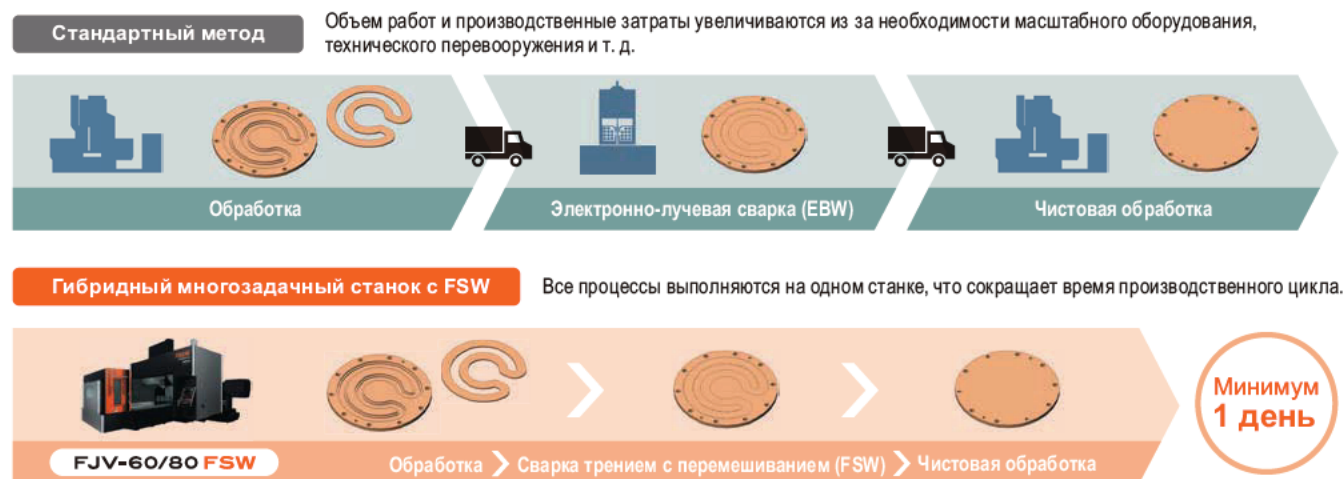 Стандартный метод
Объем работ и производственные затраты увеличиваются из за необходимости масштабного оборудования,
технического перевооружения и т. д.
Обработка
Электронно-лучевая сварка (EBW)
Чистовая обработка
Гибридный многозадачный станок с FSW
Все процессы выполняются на одном станке, что сокращает время производственного цикла.
Минимум
1 день
FJV-60/80 FSW
Обработка
Сварка трением с перемешиванием (FSW)
Чистовая обработка